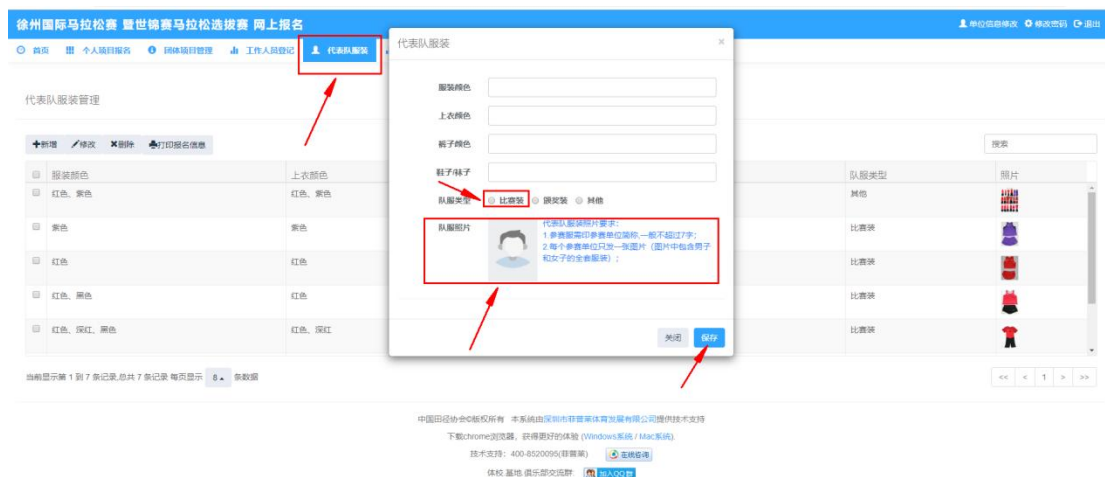 徐州国际马拉松赛 暨世锦赛马拉松选拔赛 网上报名
单位信息修改 修改密码 退出
首页 个人项目报名 团体项目管理 工作人员登记 代表队服装
代表队服装管理
新增 修改 删除 打印报名信息
搜索
服装颜色 上衣颜色 队服类型 照片
红色、紫色 红色、紫色 其他
紫色 紫色 比赛装
红色 红色 比赛装
红色、黑色 红色 比赛装
红色、深红、黑色 红色、深红 比赛装
当前显示第 1 到 7 条记录,总共 7 条记录 每页显示 8 条数据
<< < 1 > >>
代表队服装 ×
服装颜色
上衣颜色
裤子颜色
鞋子/袜子
队服类型 比赛装 颁奖装 其他
队服照片
代表队服装照片要求：
1.参赛服需印参赛单位简称,一般不超过7字；
2.每个参赛单位只发一张图片（图片中包含男子
和女子的全套服装）；
关闭 保存
中国田径协会©版权所有 本系统由深圳市菲普莱体育发展有限公司提供技术支持
下载chrome浏览器，获得更好的体验 (Windows系统 / Mac系统).
技术支持：400-8520095(菲普莱) 在线咨询
体校.基地.俱乐部交流群 加入QQ群